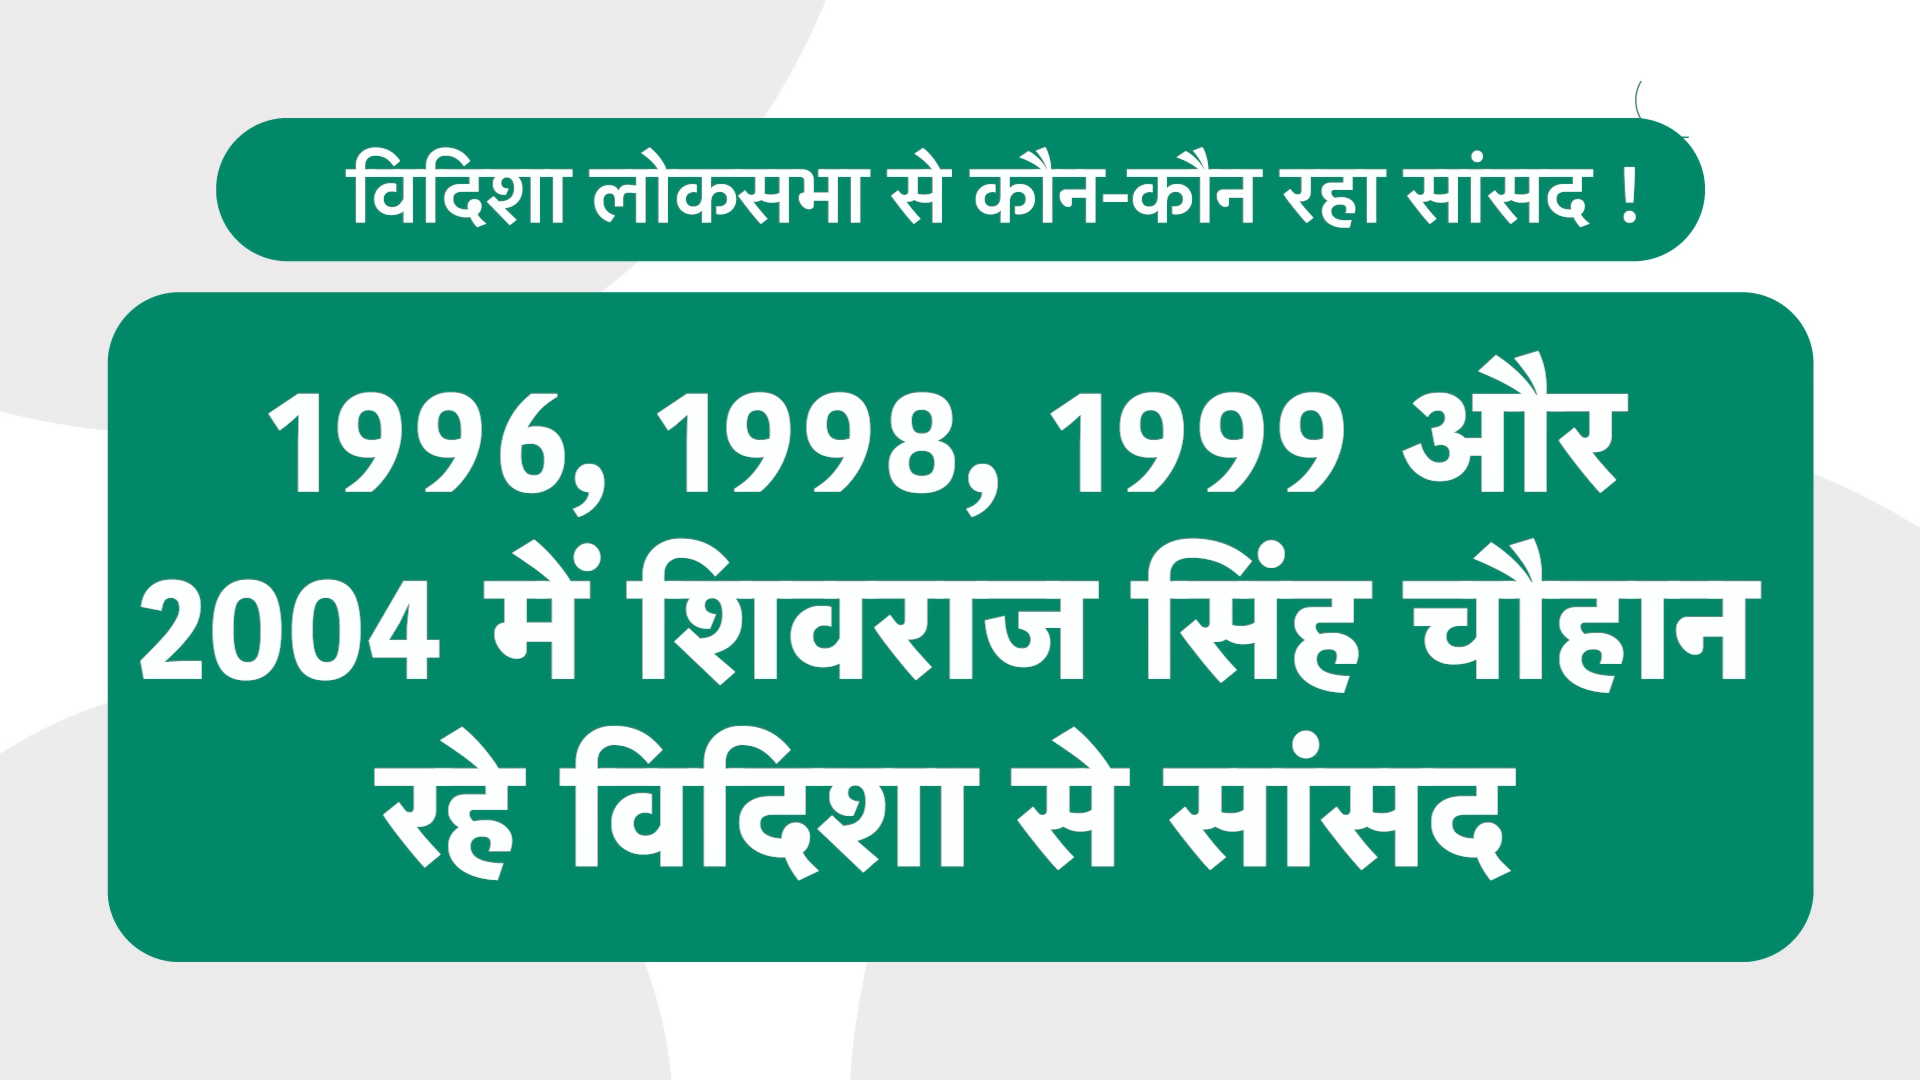 विदिशा लोकसभा से कौन-कौन रहा सांसद !
1996, 1998, 1999 और
2004 में शिवराज सिंह चौहान
रहे विदिशा से सांसद